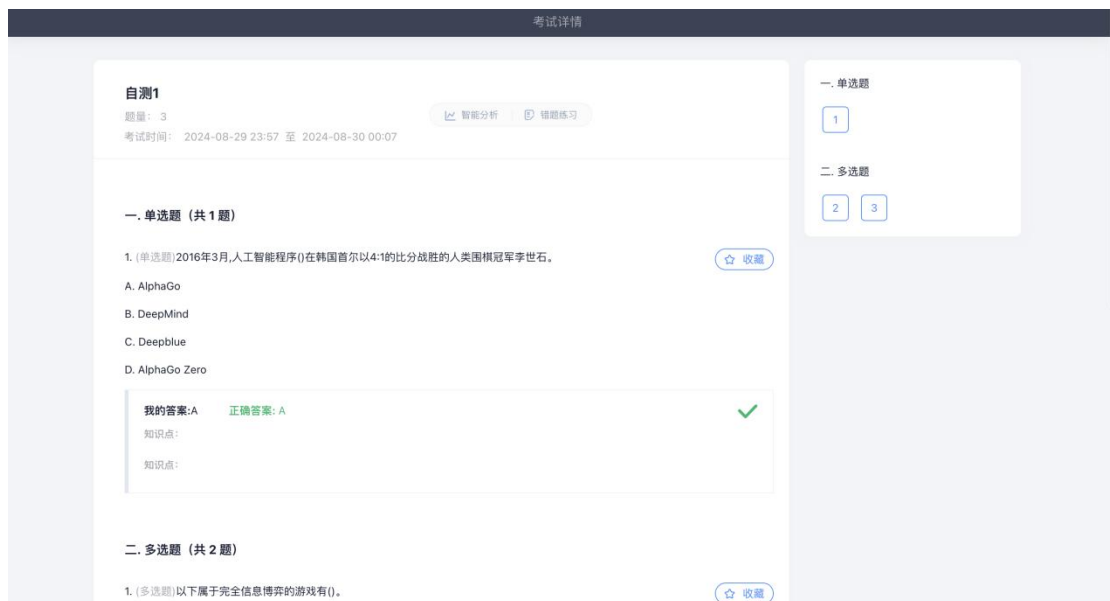 考试详情
自测1
题量： 3
智能分析 错题练习
考试时间： 2024-08-29 23:57 至 2024-08-30 00:07
一. 单选题（共 1 题）
1. (单选题)2016年3月,人工智能程序()在韩国首尔以4:1的比分战胜的人类围棋冠军李世石。
收藏
A. AlphaGo
B. DeepMind
C. Deepblue
D. AlphaGo Zero
我的答案:A 正确答案: A
知识点：
知识点：
二. 多选题（共 2 题）
1. (多选题)以下属于完全信息博弈的游戏有()。
收藏
一. 单选题
1
二. 多选题
2 3